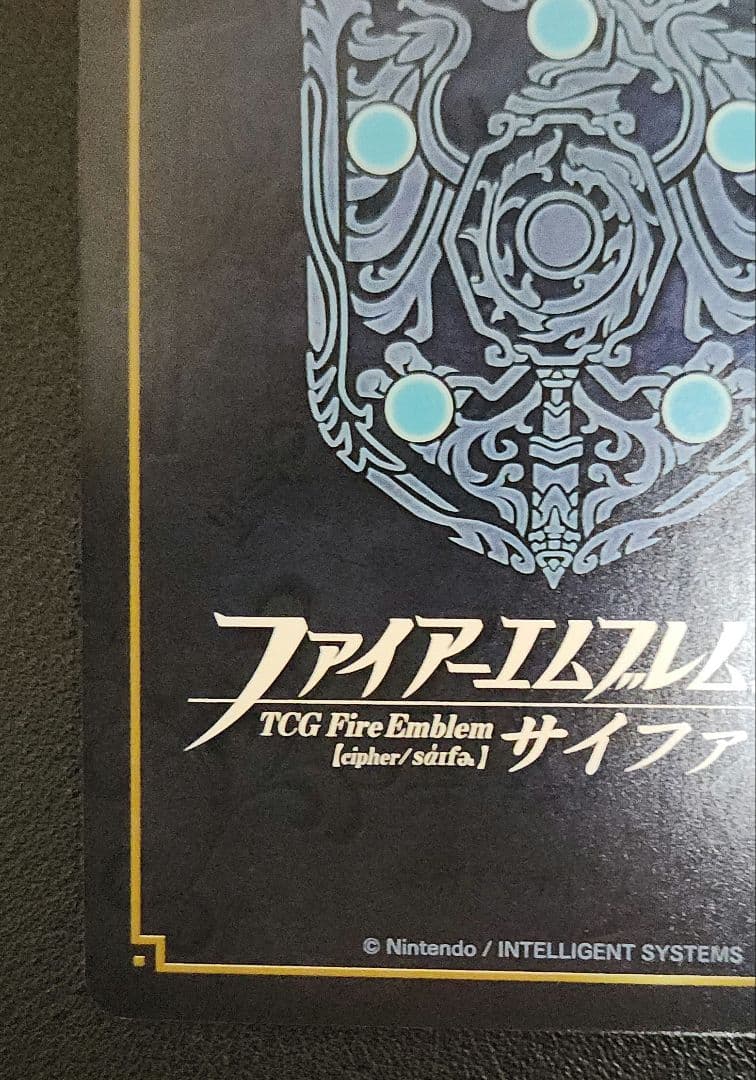 ファイアーエムブレム
TCG Fire Emblem
【cipher/sáɪfɚ】
サイファ
© Nintendo / INTELLIGENT SYSTEMS